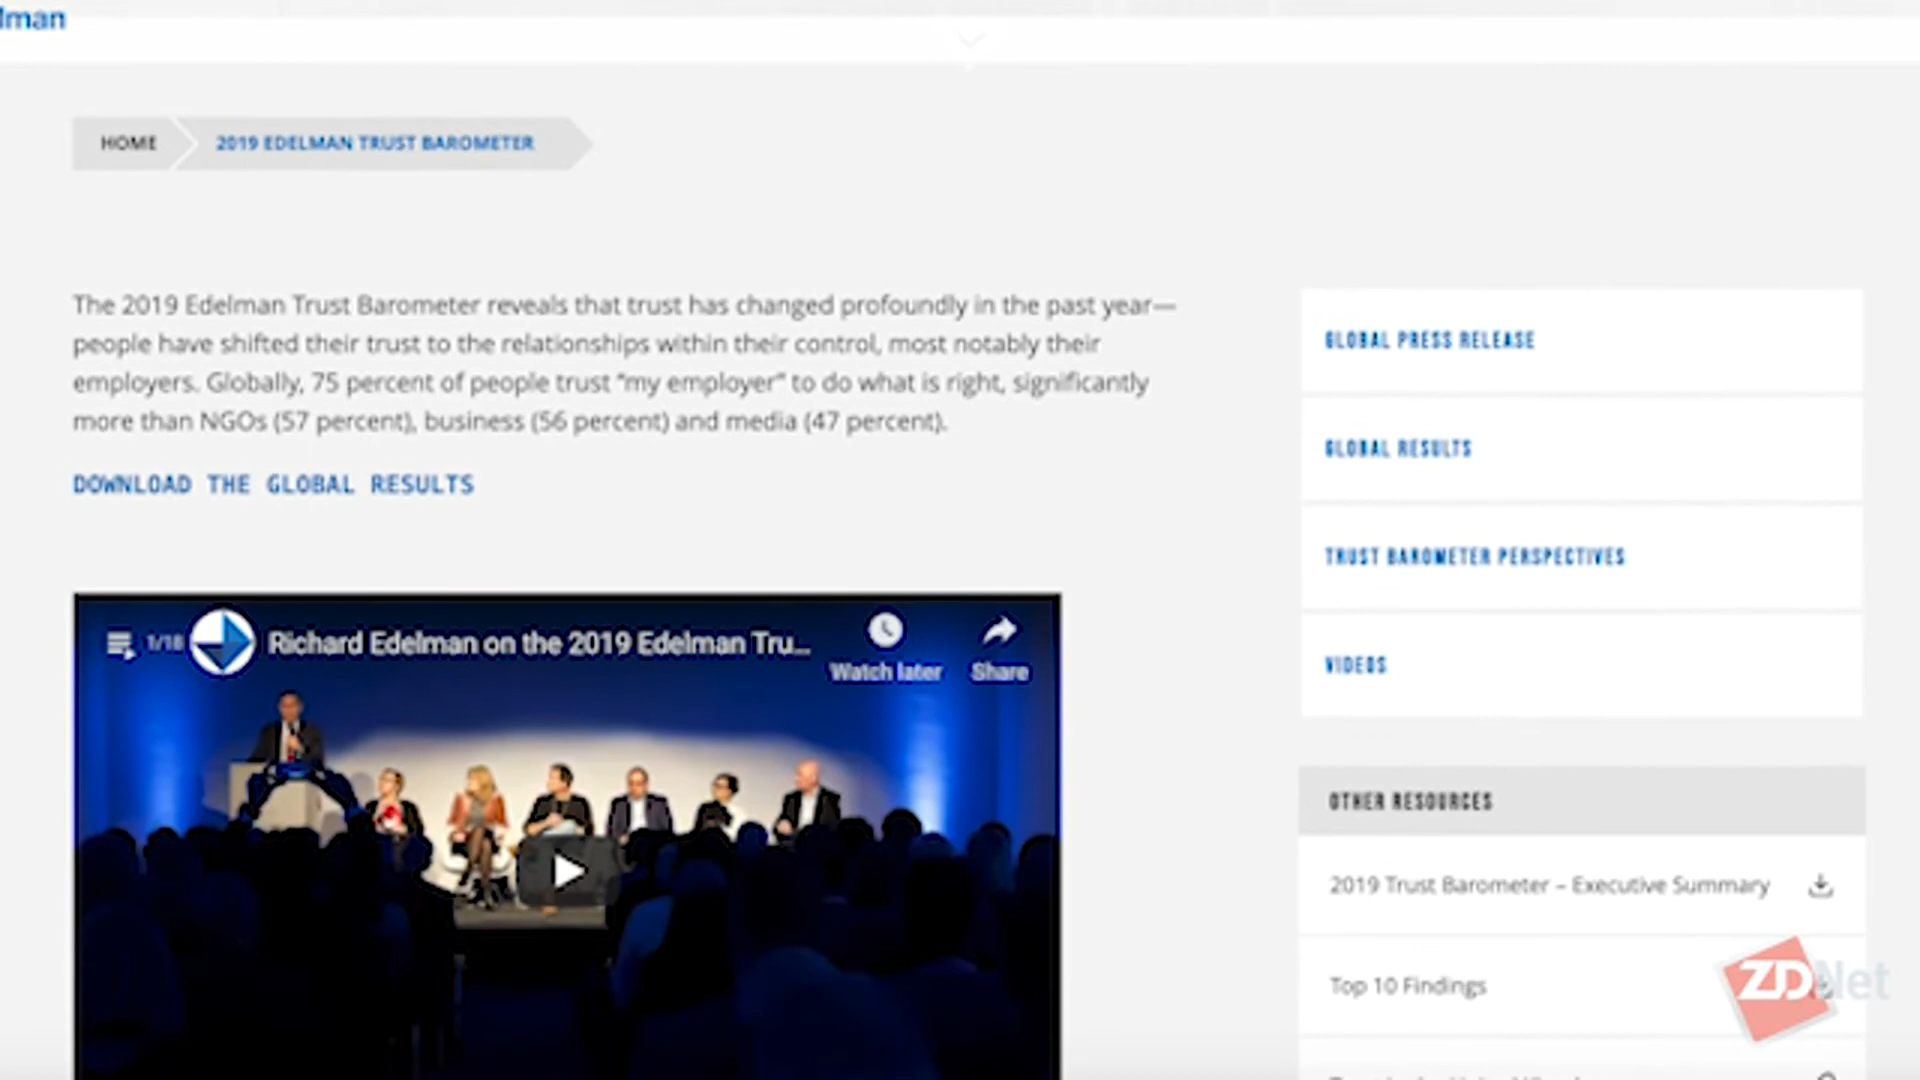 lman
HOME
2019 EDELMAN TRUST BAROMETER
The 2019 Edelman Trust Barometer reveals that trust has changed profoundly in the past year—
people have shifted their trust to the relationships within their control, most notably their
employers. Globally, 75 percent of people trust “my employer” to do what is right, significantly
more than NGOs (57 percent), business (56 percent) and media (47 percent).
DOWNLOAD THE GLOBAL RESULTS
1/18
Richard Edelman on the 2019 Edelman Tru...
Watch later
Share
GLOBAL PRESS RELEASE
GLOBAL RESULTS
TRUST BAROMETER PERSPECTIVES
VIDEOS
OTHER RESOURCES
2019 Trust Barometer – Executive Summary
Top 10 Findings
ZDNet